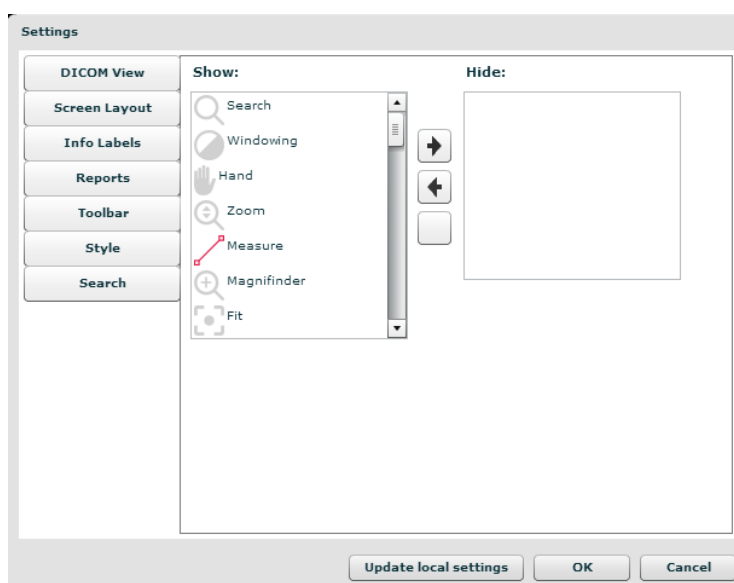 Settings
DICOM View
Screen Layout
Info Labels
Reports
Toolbar
Style
Search
Show:
Search
Windowing
Hand
Zoom
Measure
Magnifinder
Fit
Hide:
Update local settings
OK
Cancel